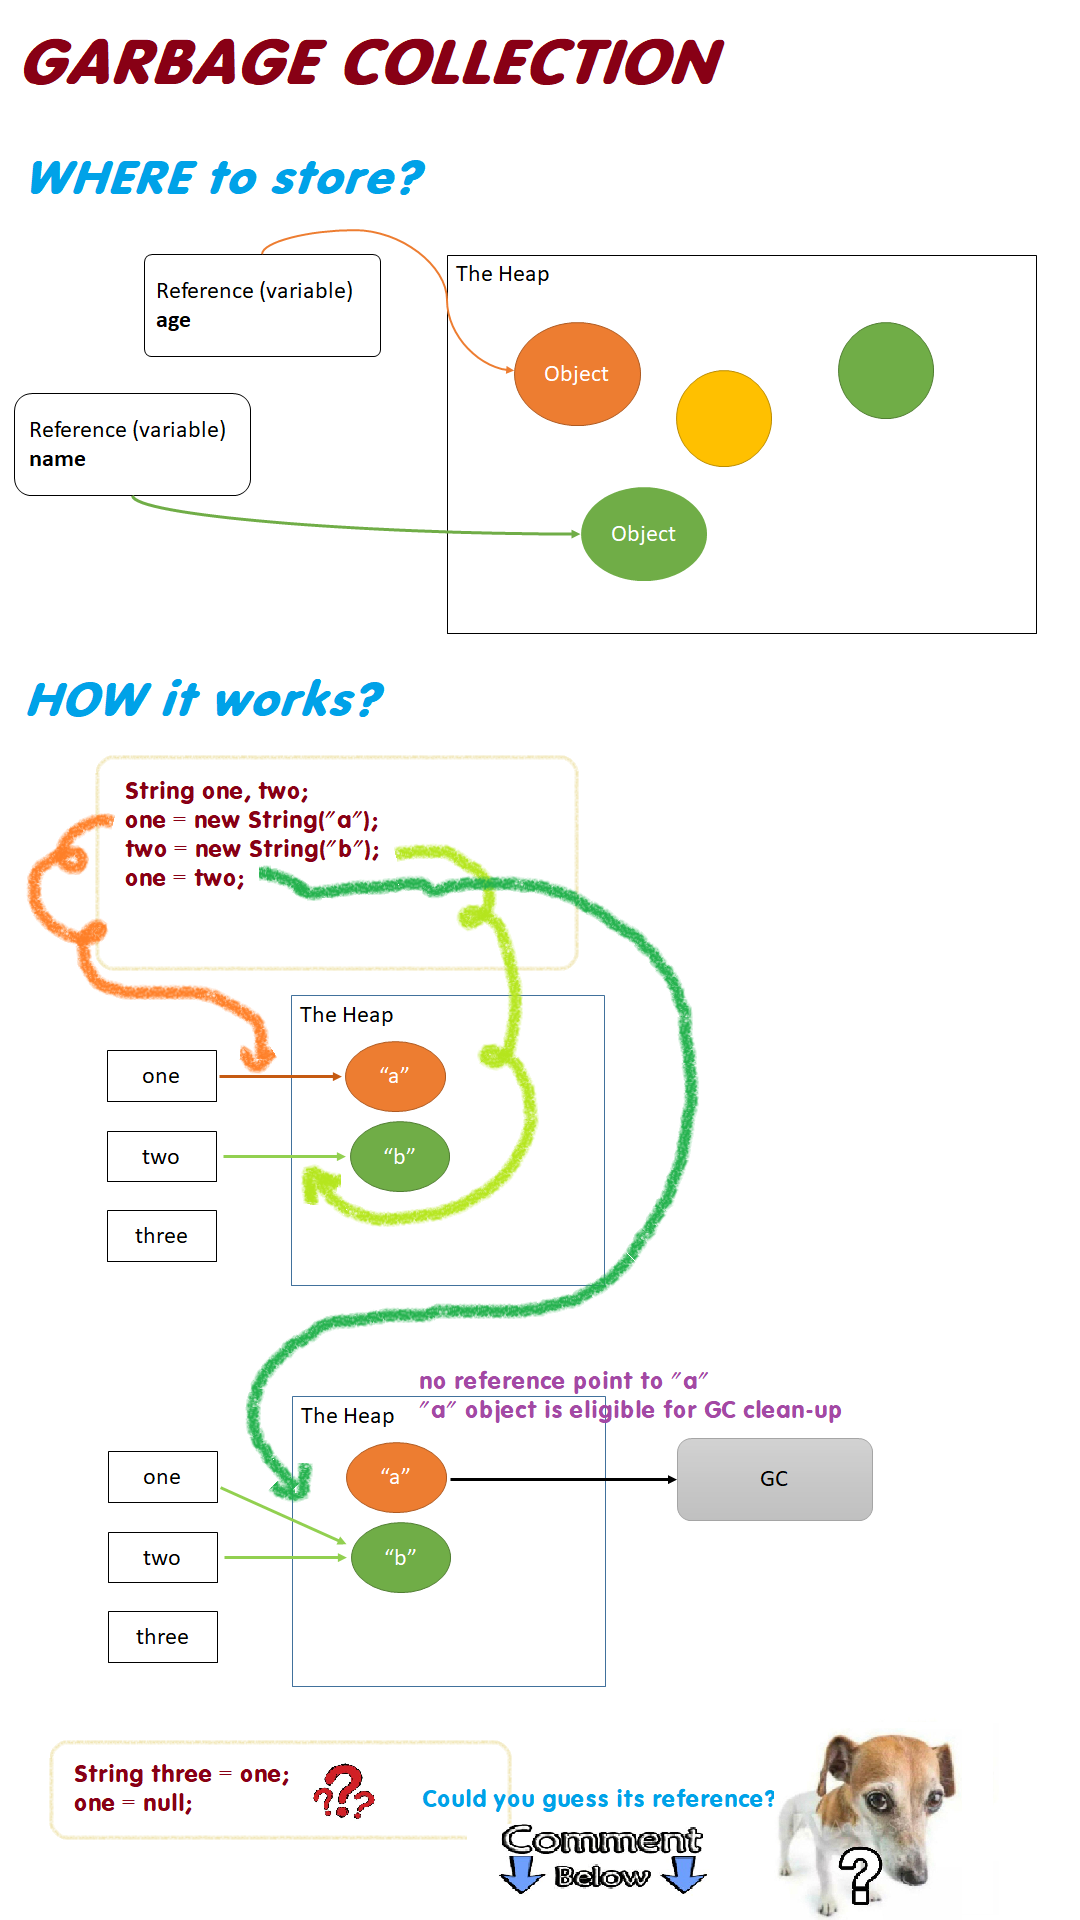 GARBAGE COLLECTION
WHERE to store?
Reference (variable)
age
The Heap
Object
Reference (variable)
name
Object
HOW it works?
String one, two;
one = new String("a");
two = new String("b");
one = two;
The Heap
one
"a"
two
"b"
three
no reference point to "a"
"a" object is eligible for GC clean-up
The Heap
one
"a"
GC
two
"b"
three
String three = one;
one = null;
???
Could you guess its reference?
Comment
Below
?